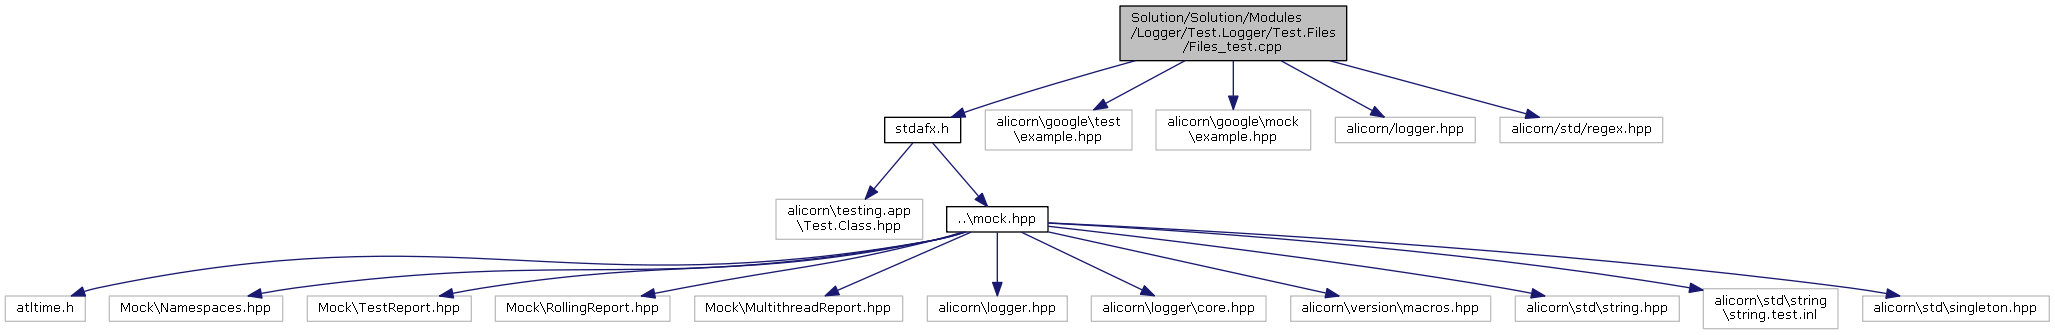 Solution/Solution/Modules
/Logger/Test.Logger/Test.Files
/Files_test.cpp
stdafx.h
alicorn\google\test
\example.hpp
alicorn\google\mock
\example.hpp
alicorn/logger.hpp
alicorn/std/regex.hpp
alicorn\testing.app
\Test.Class.hpp
..\mock.hpp
atltime.h
Mock\Namespaces.hpp
Mock\TestReport.hpp
Mock\RollingReport.hpp
Mock\MultithreadReport.hpp
alicorn\logger.hpp
alicorn\logger\core.hpp
alicorn\version\macros.hpp
alicorn\std\string.hpp
alicorn\std\string
\string.test.inl
alicorn\std\singleton.hpp